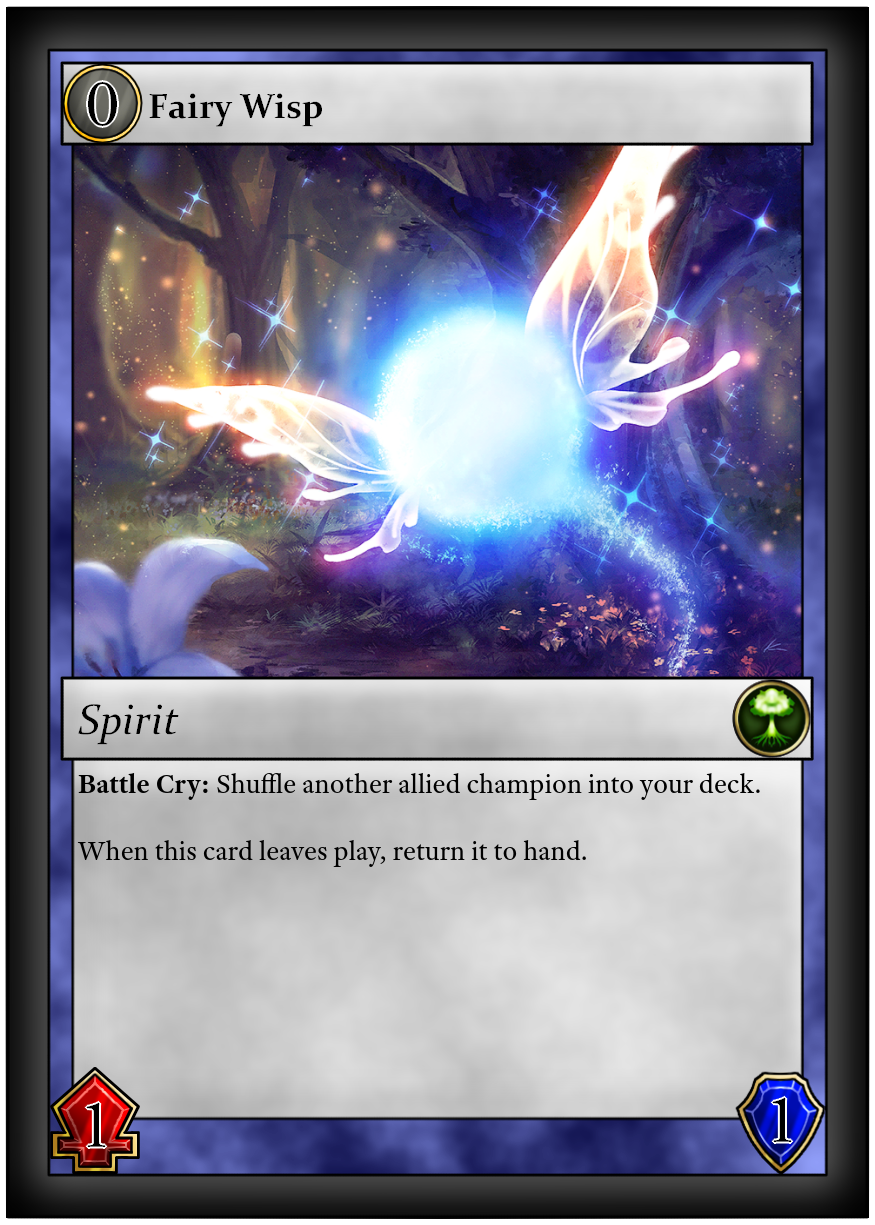 0 Fairy Wisp
Spirit
Battle Cry: Shuffle another allied champion into your deck.
When this card leaves play, return it to hand.
1 1